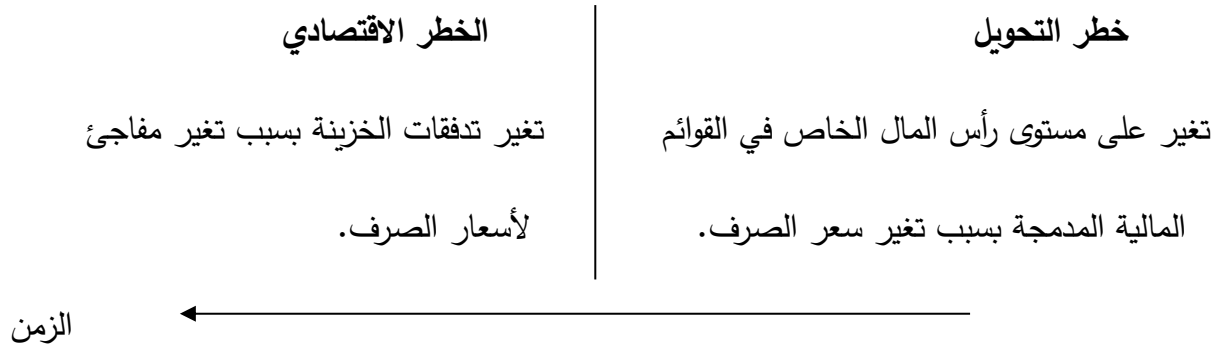 خطر التحويل
تغير على مستوى رأس المال الخاص في القوائم
المالية المدمجة بسبب تغير سعر الصرف.
الخطر الاقتصادي
تغير تدفقات الخزينة بسبب تغير مفاجئ
لأسعار الصرف.
الزمن